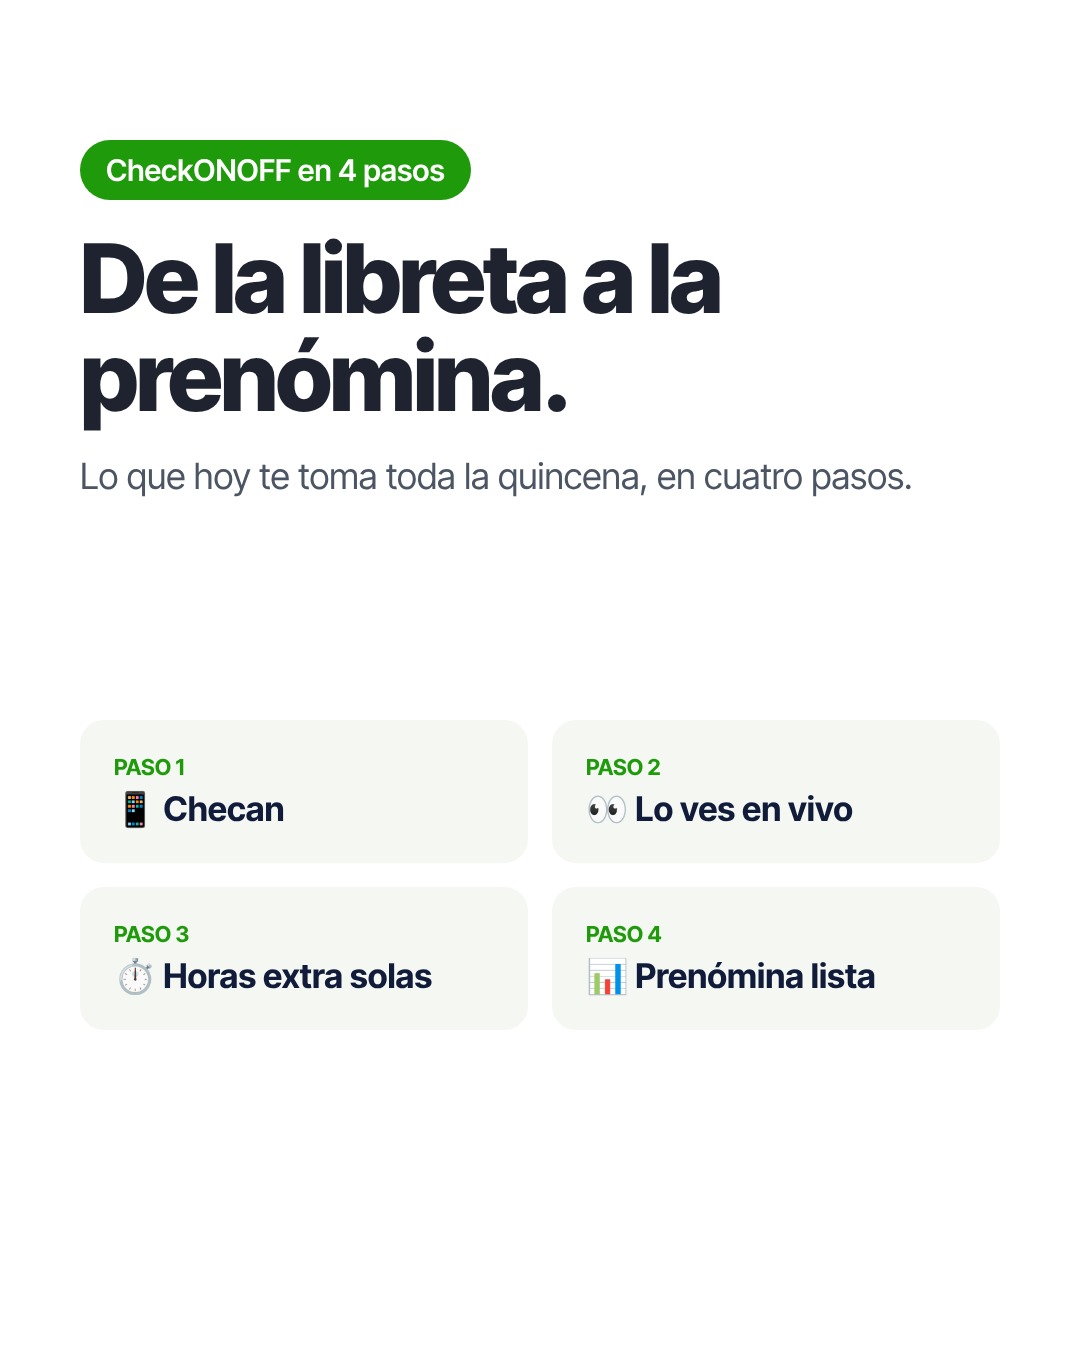 CheckONOFF en 4 pasos
De la libreta a la
prenómina.
Lo que hoy te toma toda la quincena, en cuatro pasos.
PASO 1
📱 Checan
PASO 2
👀 Lo ves en vivo
PASO 3
⏱️ Horas extra solas
PASO 4
📊 Prenómina lista